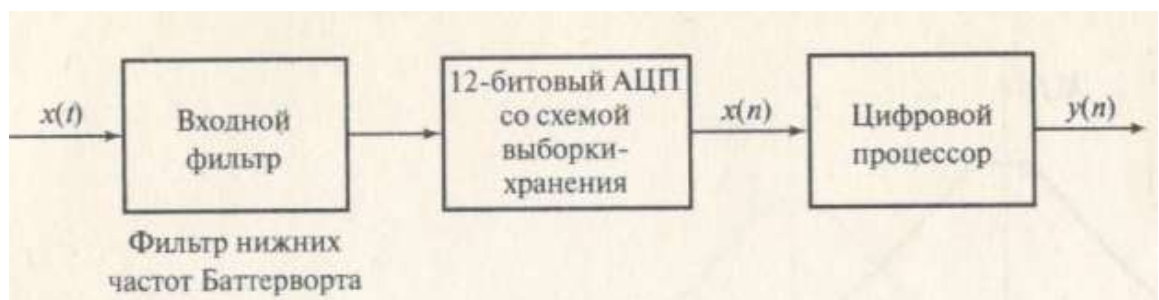 x(t)
Входной
фильтр
Фильтр нижних
частот Баттерворта
12-битовый АЦП
со схемой
выборки-
хранения
x(n)
Цифровой
процессор
y(n)